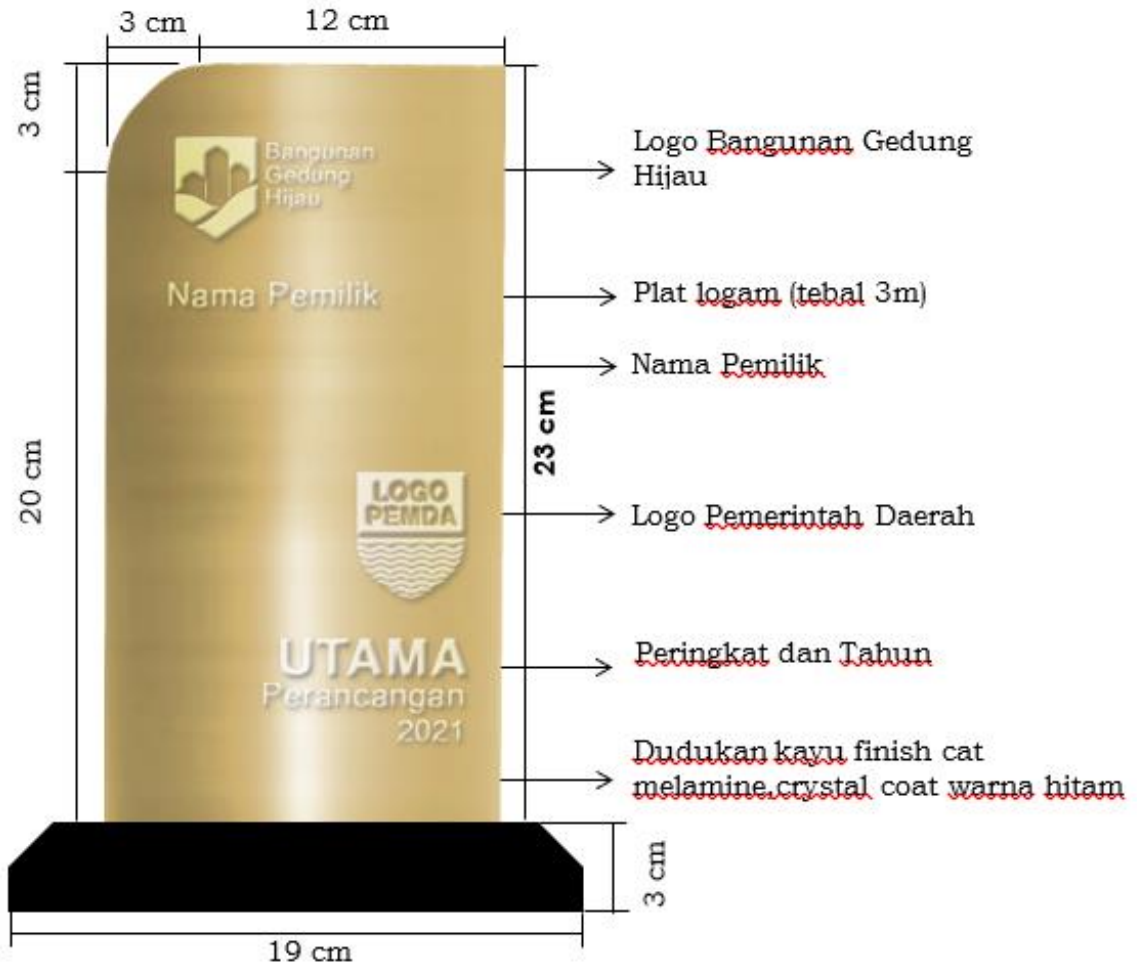 3 cm
12 cm
3 cm
Bangunan
Gedung
Hijau
Logo Bangunan Gedung
Hijau
Nama Pemilik
Plat logam (tebal 3m)
Nama Pemilik
23 cm
20 cm
LOGO
PEMDA
Logo Pemerintah Daerah
UTAMA
Perancangan
2021
Peringkat dan Tahun
Dudukan kayu finish cat
melamine,crystal coat warna hitam
3 cm
19 cm